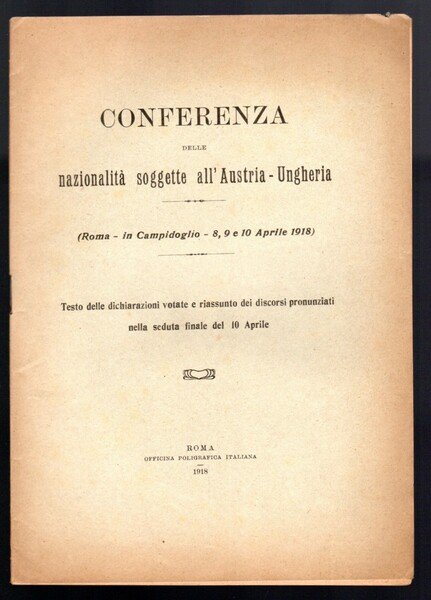 CONFERENZA
DELLE
nazionalità soggette all'Austria-Ungheria
(Roma - in Campidoglio - 8, 9 e 10 Aprile 1918)
Testo delle dichiarazioni votate e riassunto dei discorsi pronunziati
nella seduta finale del 10 Aprile
ROMA
OFFICINA POLIGRAFICA ITALIANA
1918